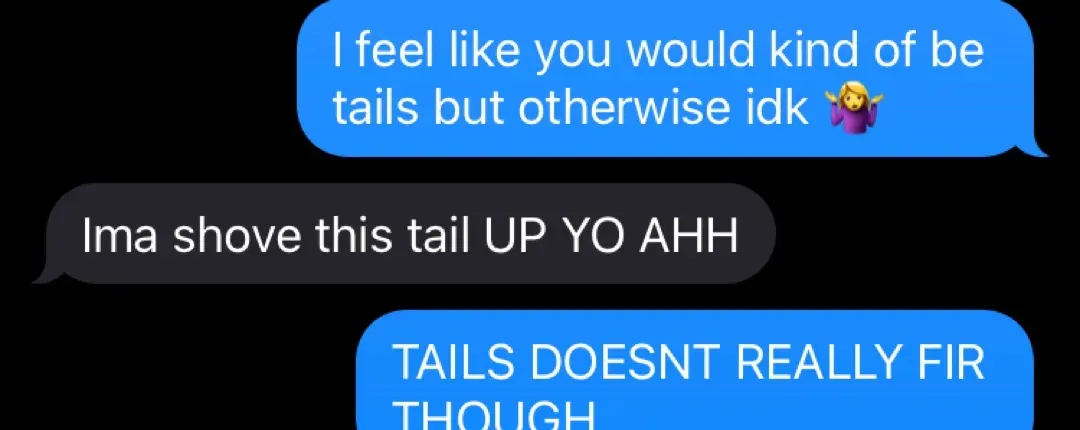 I feel like you would kind of be
tails but otherwise idk 🤷‍♀️
Ima shove this tail UP YO AHH
TAILS DOESNT REALLY FIR
THOUGH